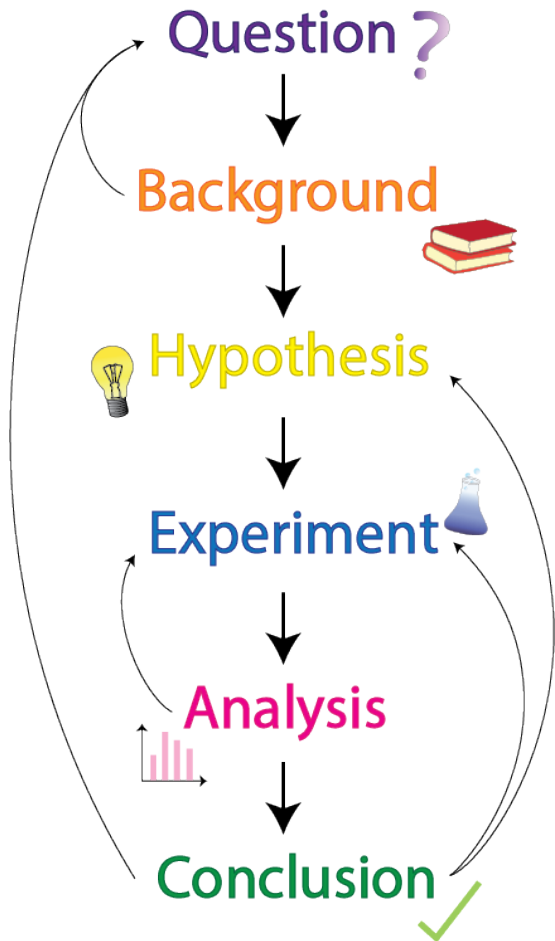 Question ?
Background
Hypothesis
Experiment
Analysis
Conclusion